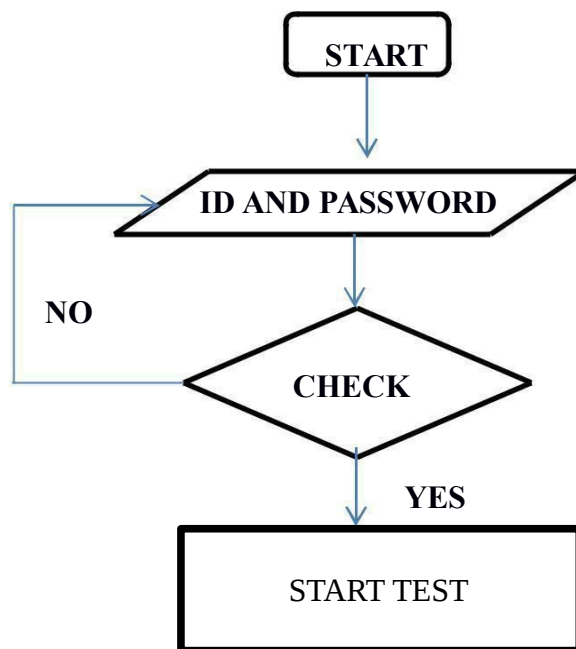 START
ID AND PASSWORD
NO
CHECK
YES
START TEST